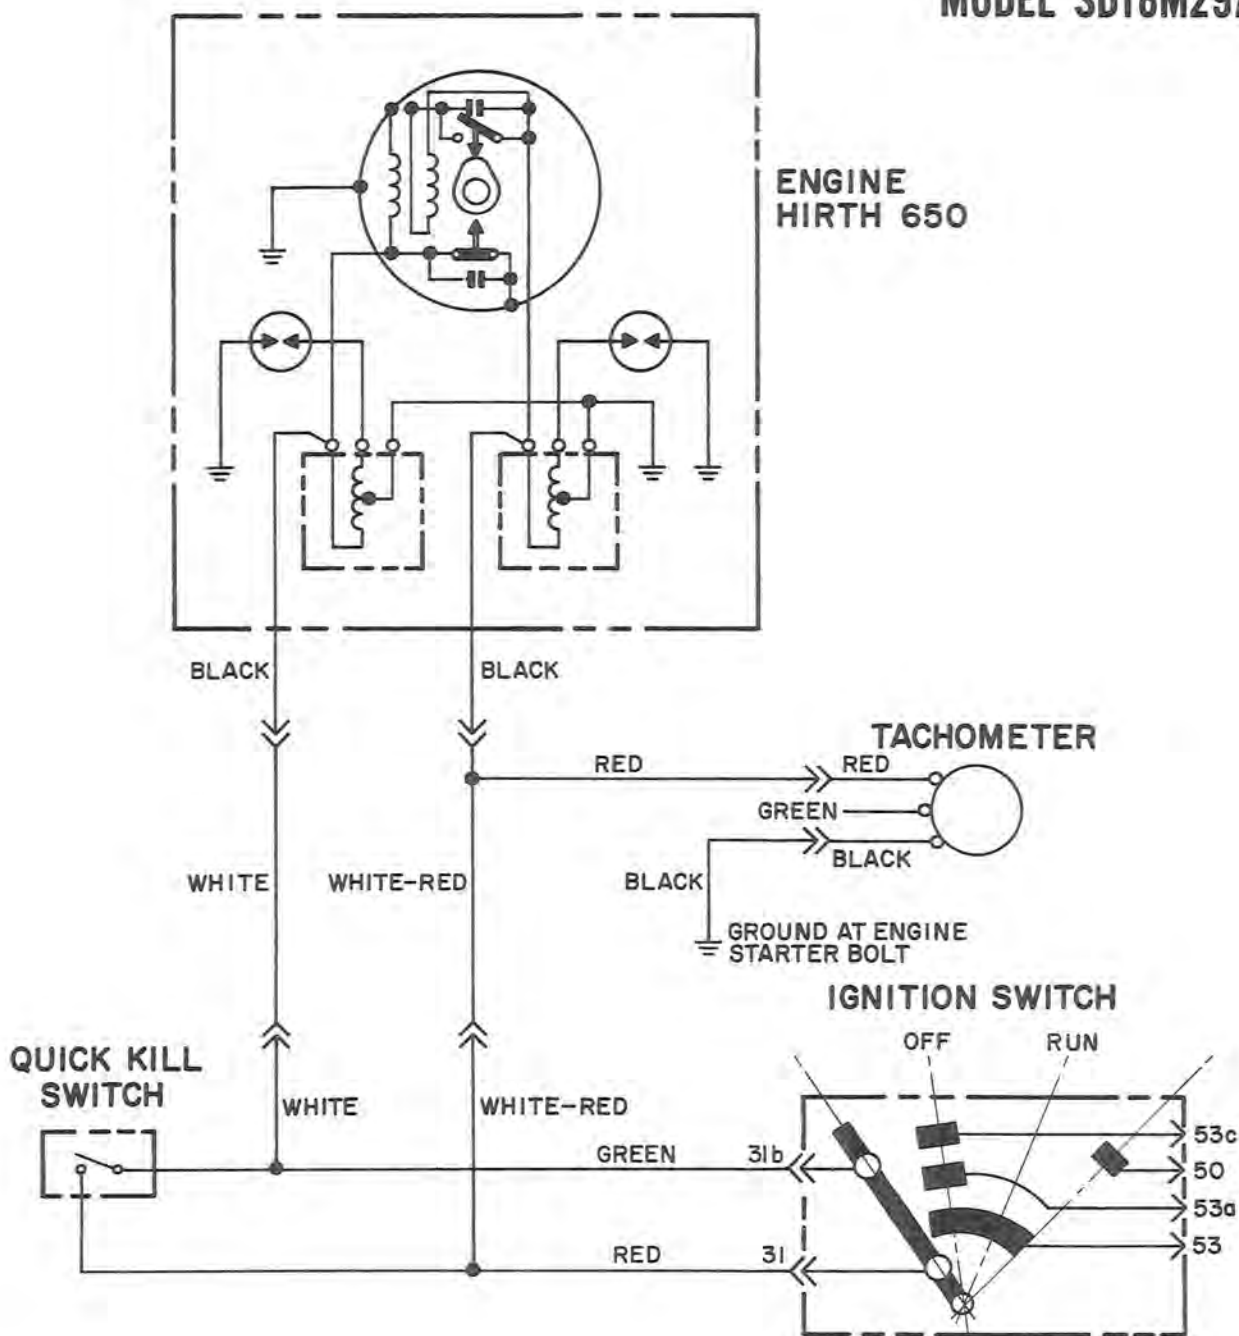 ENGINE
HIRTH 650
BLACK
BLACK
TACHOMETER
RED
RED
GREEN
BLACK
WHITE
WHITE-RED
BLACK
GROUND AT ENGINE
STARTER BOLT
IGNITION SWITCH
OFF
RUN
QUICK KILL
SWITCH
WHITE
WHITE-RED
GREEN
31b
53c
50
53a
53
RED
31